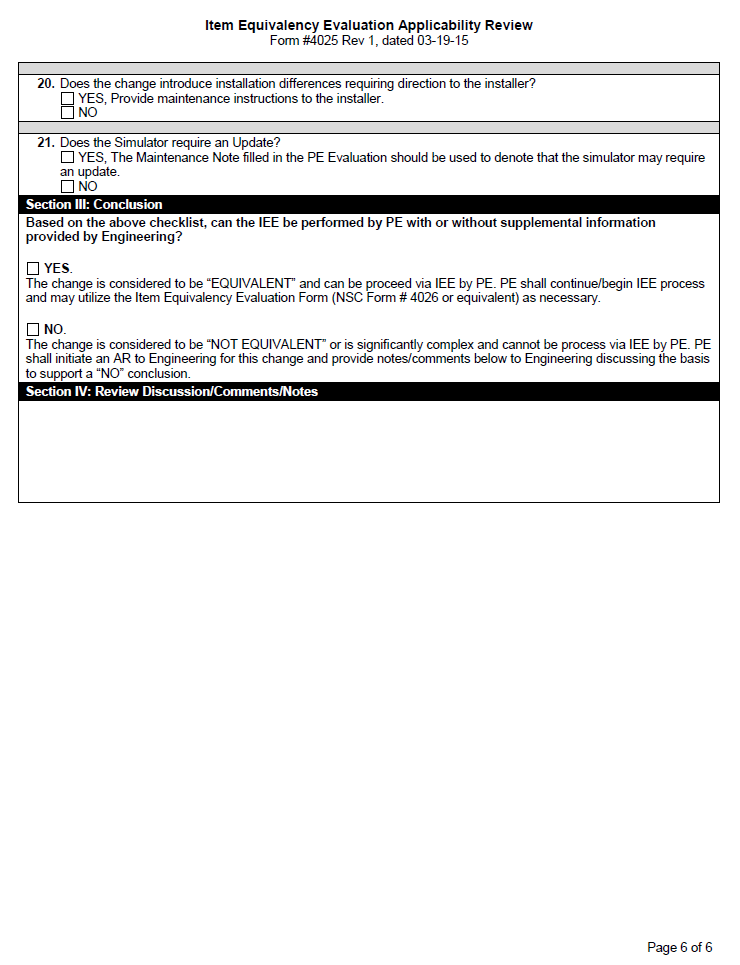 Item Equivalency Evaluation Applicability Review
Form #4025 Rev 1, dated 03-19-15
20. Does the change introduce installation differences requiring direction to the installer?
YES, Provide maintenance instructions to the installer.
NO
21. Does the Simulator require an Update?
YES, The Maintenance Note filled in the PE Evaluation should be used to denote that the simulator may require
an update.
NO
Section III: Conclusion
Based on the above checklist, can the IEE be performed by PE with or without supplemental information
provided by Engineering?
YES.
The change is considered to be “EQUIVALENT” and can be proceed via IEE by PE. PE shall continue/begin IEE process
and may utilize the Item Equivalency Evaluation Form (NSC Form # 4026 or equivalent) as necessary.
NO.
The change is considered to be “NOT EQUIVALENT” or is significantly complex and cannot be process via IEE by PE. PE
shall initiate an AR to Engineering for this change and provide notes/comments below to Engineering discussing the basis
to support a “NO” conclusion.
Section IV: Review Discussion/Comments/Notes
Page 6 of 6